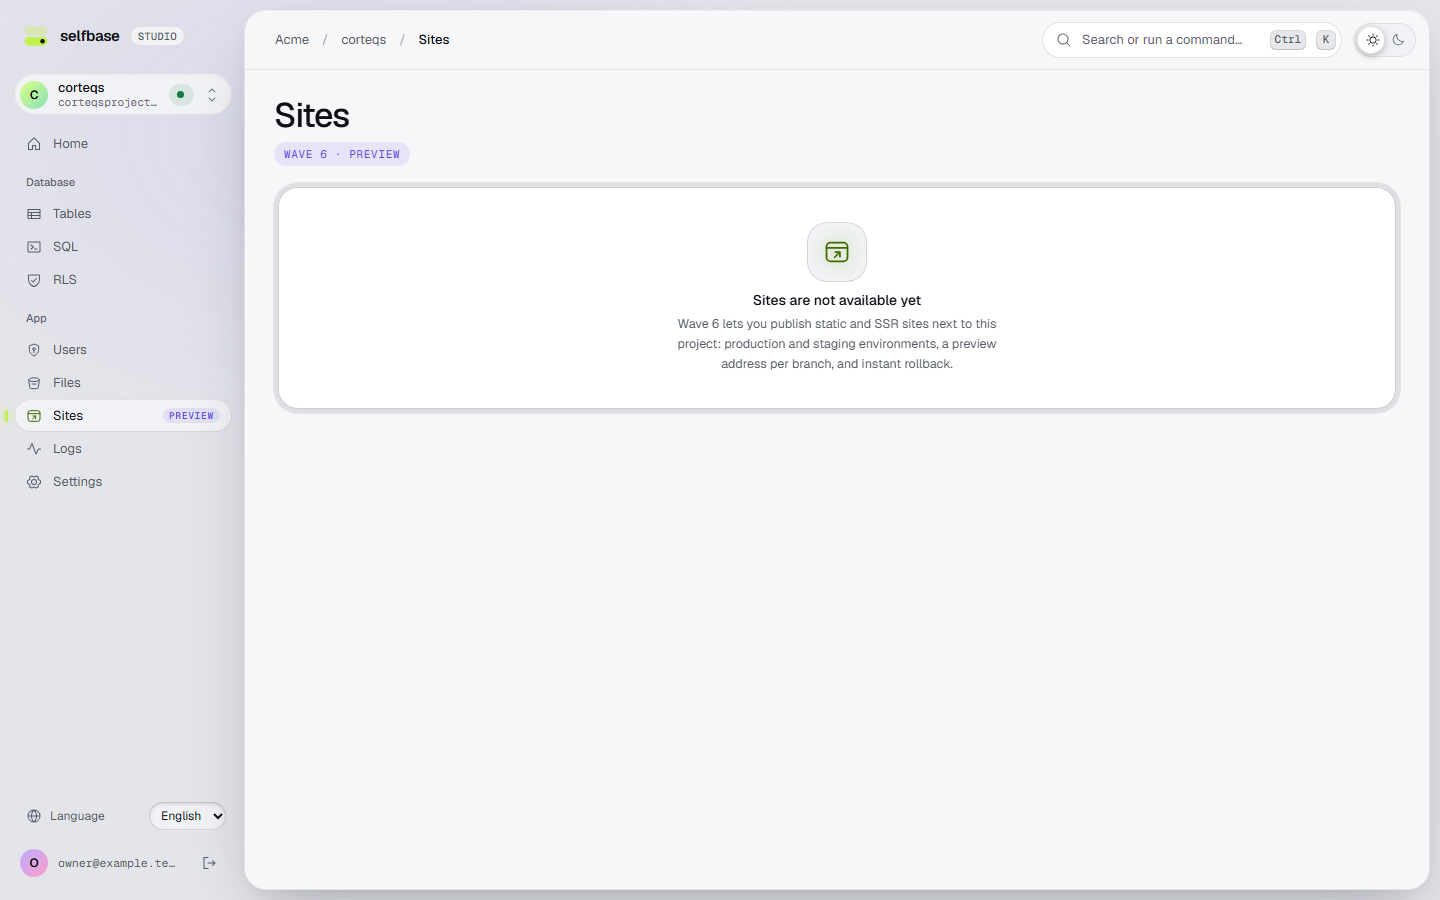 selfbase STUDIO
C corteqs
corteqsproject…
Home
Database
Tables
SQL
RLS
App
Users
Files
Sites PREVIEW
Logs
Settings
Language English
O owner@example.te…
Acme / corteqs / Sites
Search or run a command... Ctrl K
Sites
WAVE 6 · PREVIEW
Sites are not available yet
Wave 6 lets you publish static and SSR sites next to this
project: production and staging environments, a preview
address per branch, and instant rollback.